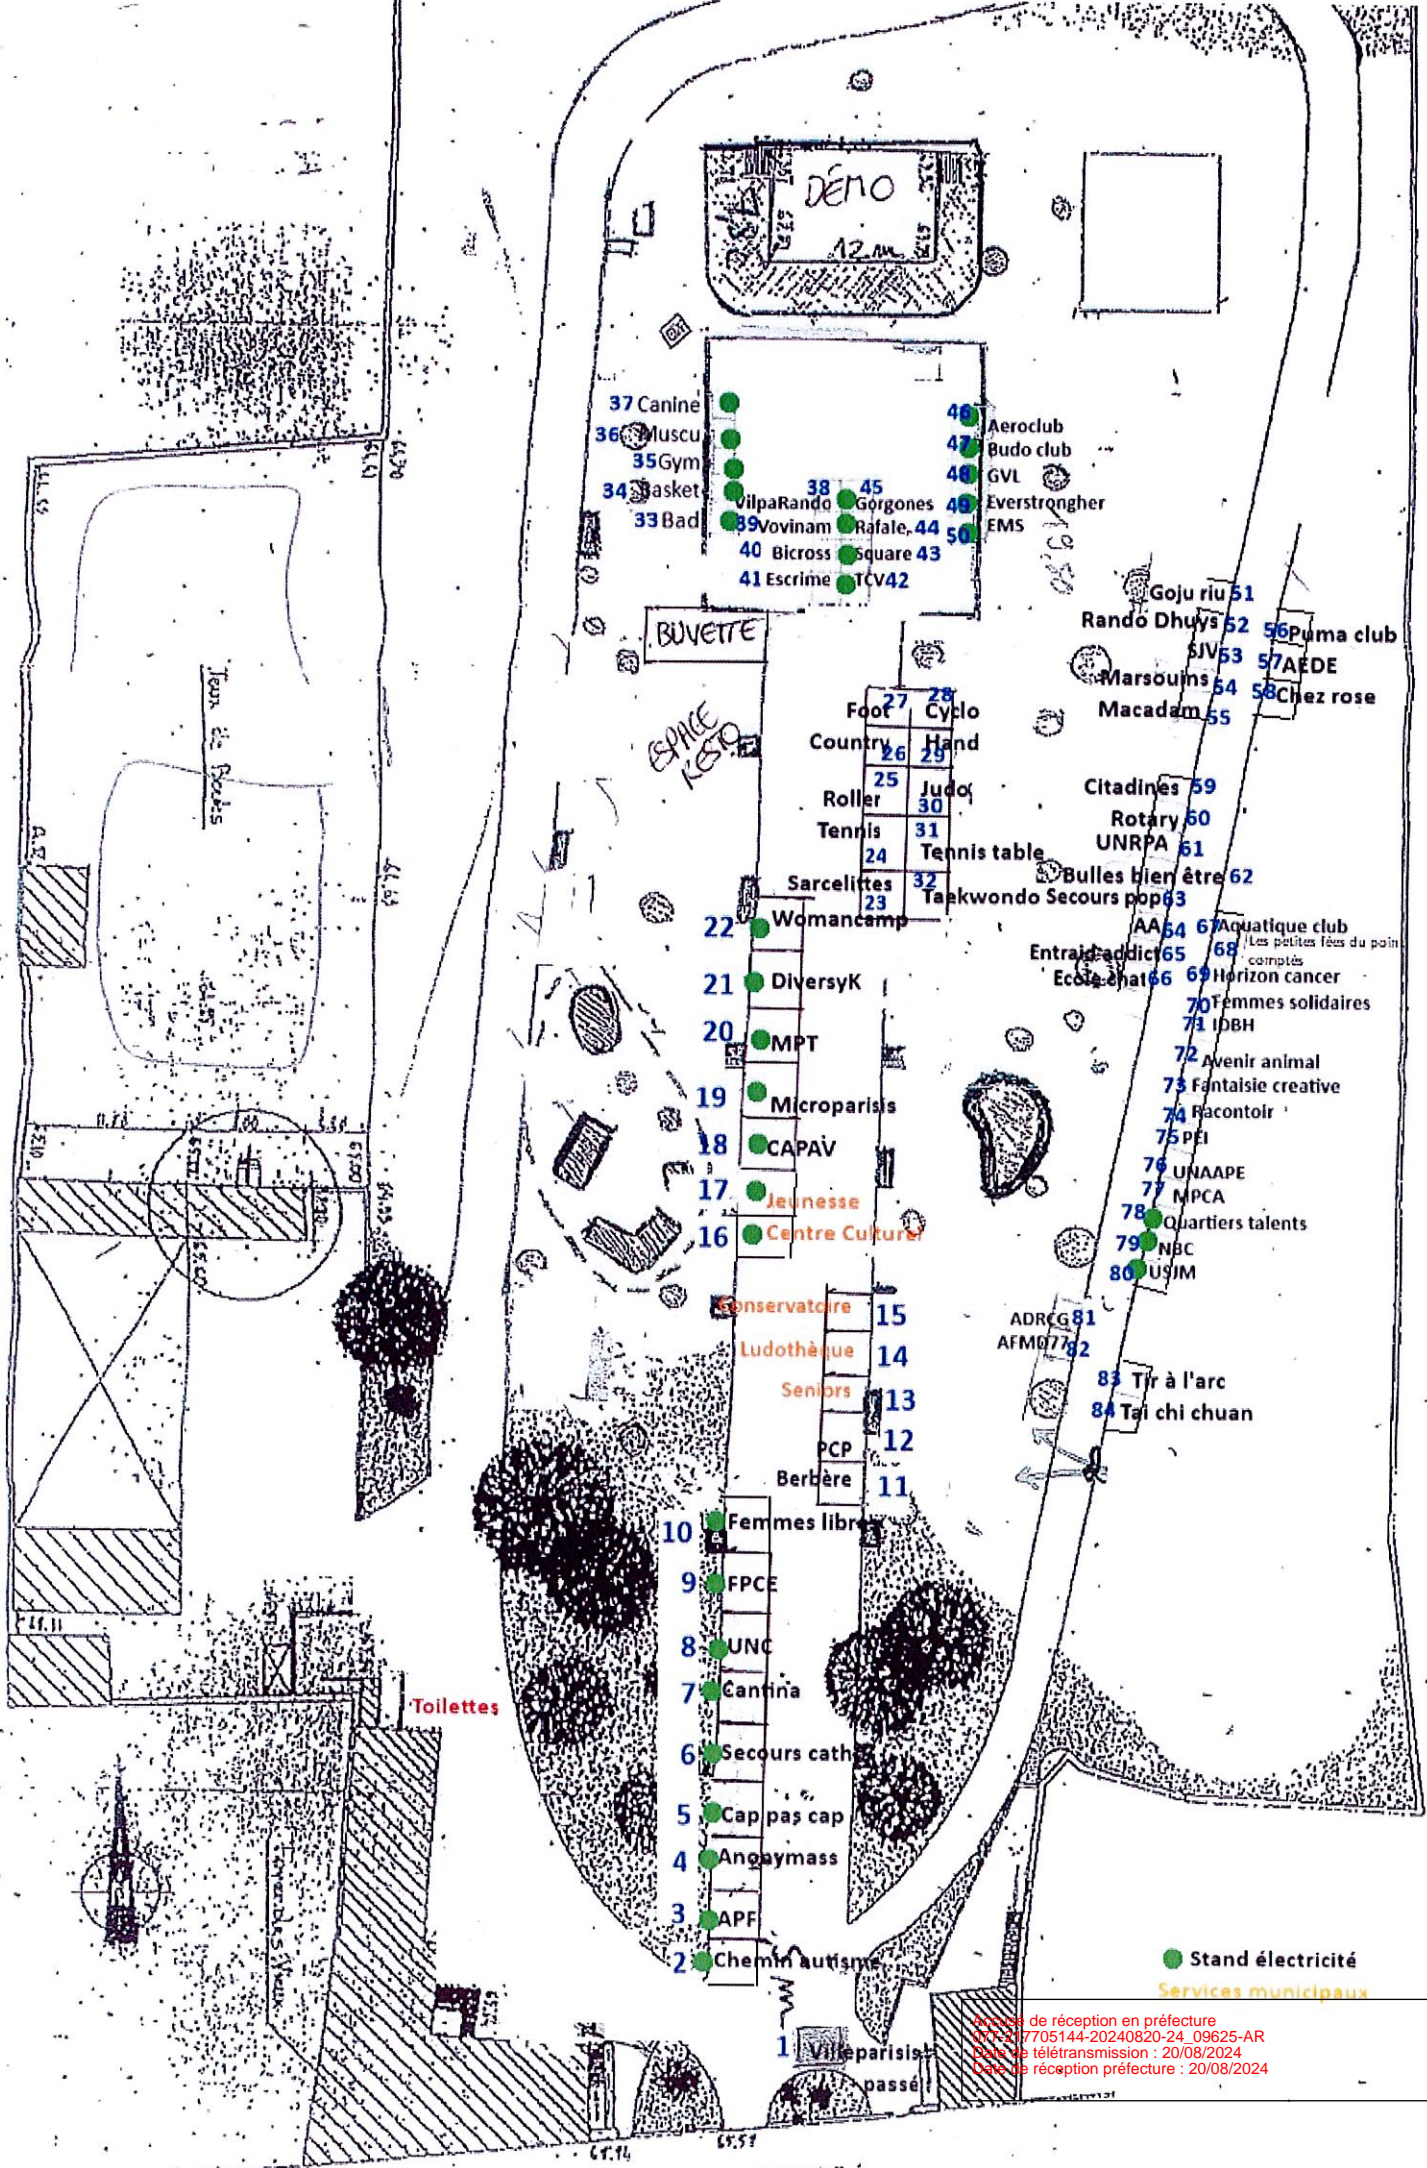 DÉMO
12 m
37 Canine
36 Muscu
35 Gym
34 Basket
33 Bad
46 Aeroclub
47 Budo club
48 GVL
49 Everstrongher
50 EMS
38 VilpaRando
45 Gorgones
39 Vovinam
Rafale, 44
40 Bicross
Square 43
41 Escrime
TCV 42
19,80
BUVETTE
ESPACE
RESTO
Goju riu 51
Rando Dhuys 52
SJV 53
Marsouins 54
Macadam 55
56 Puma club
57 AEDE
58 Chez rose
Foot 27
28 Cyclo
Country 26
Hand 29
25 Roller
Judo 30
Tennis 24
31 Tennis table
Sarcelittes 23
32 Taekwondo
Citadines 59
Rotary 60
UNRPA 61
Bulles bien être 62
Secours pop 63
AA 64
Entraid addict 65
Ecole chat 66
67 Aquatique club
68 Les petites fées du point
comptés
69 Horizon cancer
70 Femmes solidaires
71 IDBH
72 Avenir animal
73 Fantaisie creative
74 Racontoir
75 PEI
76 UNAAPE
77 MPCA
78 Quartiers talents
79 NBC
80 USJM
ADRCG 81
AFMD77 82
83 Tir à l'arc
84 Tai chi chuan
22 Womancamp
21 DiversyK
20 MPT
19 Microparisis
18 CAPAV
17 Jeunesse
16 Centre Culturel
Conservatoire 15
Ludothèque 14
Seniors 13
PCP 12
Berbère 11
10 Femmes libres
9 FPCE
8 UNC
7 Cantina
6 Secours cath
5 Cap pas cap
4 Anonymass
3 APF
2 Chemin autisme
1 Villeparisis
passé
Jeux de Boules
Toilettes
65.14
65.51
Stand électricité
Services municipaux
Accusé de réception en préfecture
077-217705144-20240820-24_09625-AR
Date de télétransmission : 20/08/2024
Date de réception préfecture : 20/08/2024